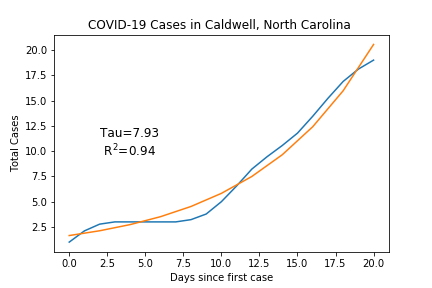 COVID-19 Cases in Caldwell, North Carolina
20.0
17.5
15.0
12.5
10.0
7.5
5.0
2.5
Total Cases
Tau=7.93
R²=0.94
0.0 2.5 5.0 7.5 10.0 12.5 15.0 17.5 20.0
Days since first case